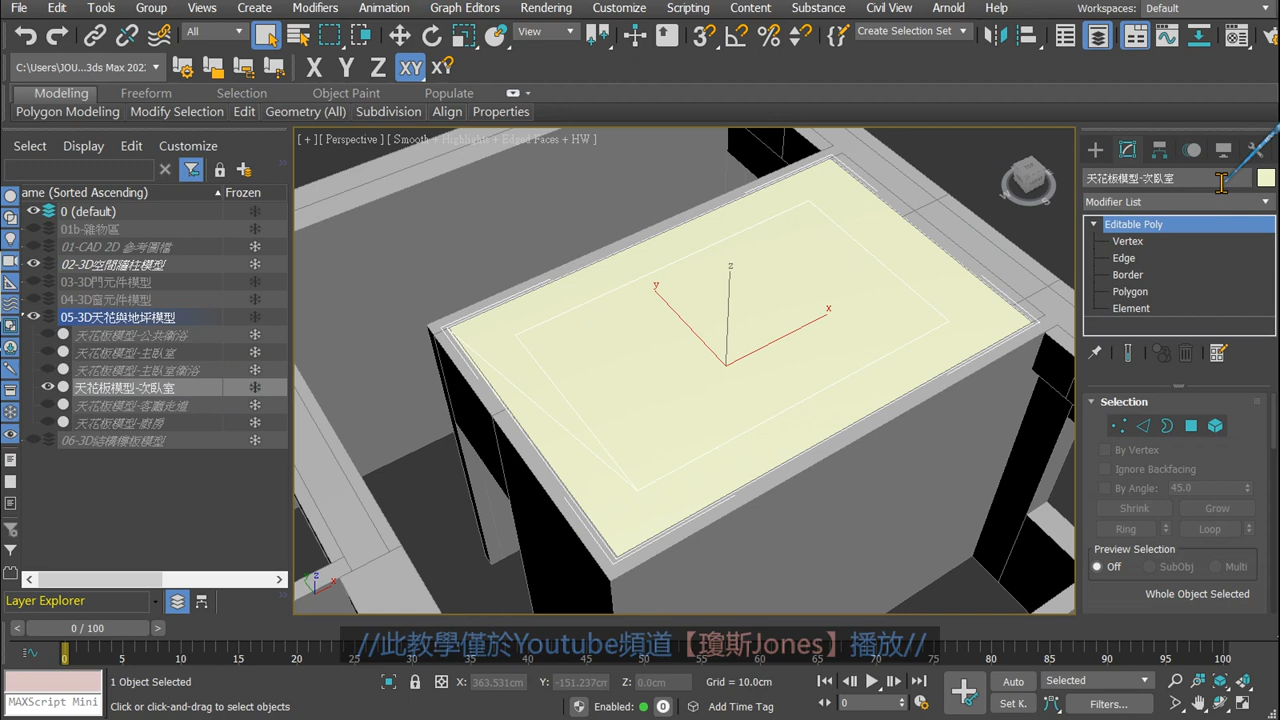 File Edit Tools Group Views Create Modifiers Animation Graph Editors Rendering Customize Scripting Content Substance Civil View Arnold Help Workspaces: Default
All View Create Selection Set
C:\Users\JOU...3ds Max 202 X Y Z XY XY
Modeling Freeform Selection Object Paint Populate
Polygon Modeling Modify Selection Edit Geometry (All) Subdivision Loops Align Properties
Select Display Edit Customize
[ + ] [ Perspective ] [ Smooth + Highlights + Edged Faces + HW ]
ame (Sorted Ascending) Frozen
0 (default)
01b-雜物區
01-CAD 2D 參考圖檔
02-3D空間牆柱模型
03-3D門元件模型
04-3D窗元件模型
05-3D天花與地坪模型
天花板模型-公共衛浴
天花板模型-主臥室
天花板模型-主臥室衛浴
天花板模型-次臥室
天花板模型-客廳走道
天花板模型-廚房
06-3D結構樓板模型
Layer Explorer
z
y
x
天花板模型-次臥室
Modifier List
Editable Poly
Vertex
Edge
Border
Polygon
Element
Selection
By Vertex
Ignore Backfacing
By Angle: 45.0
Shrink Grow
Ring Loop
Preview Selection
Off SubObj Multi
Whole Object Selected
0 / 100
//此教學僅於Youtube頻道【瓊斯Jones】播放//
0 5 10 15 20 25 30 35 40 45 50 55 60 65 70 75 80 85 90 95 100
1 Object Selected X: 363.531cm Y: -151.237cm Z: 0.0cm Grid = 10.0cm Auto Selected
MAXScript Mini Click or click-and-drag to select objects Enabled: Add Time Tag 0 Set K. Filters...